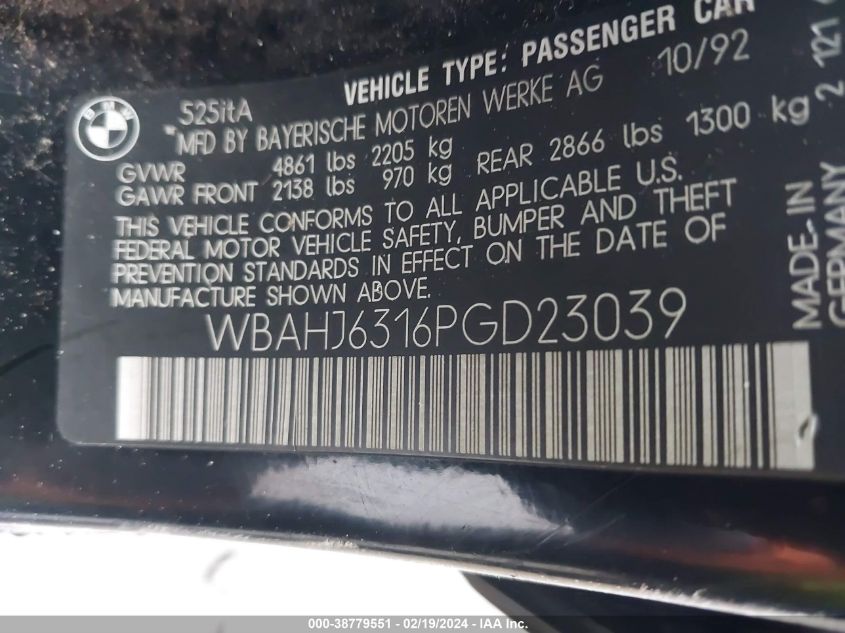 VEHICLE TYPE: PASSENGER CAR
BMW
525itA
MFD BY BAYERISCHE MOTOREN WERKE AG 10/92
GVWR 4861 lbs 2205 kg
GAWR FRONT 2138 lbs 970 kg REAR 2866 lbs 1300 kg
THIS VEHICLE CONFORMS TO ALL APPLICABLE U.S.
FEDERAL MOTOR VEHICLE SAFETY, BUMPER AND THEFT
PREVENTION STANDARDS IN EFFECT ON THE DATE OF
MANUFACTURE SHOWN ABOVE.
WBAHJ6316PGD23039
MADE IN
GERMANY
2 121
000-38779551 - 02/19/2024 - IAA Inc.